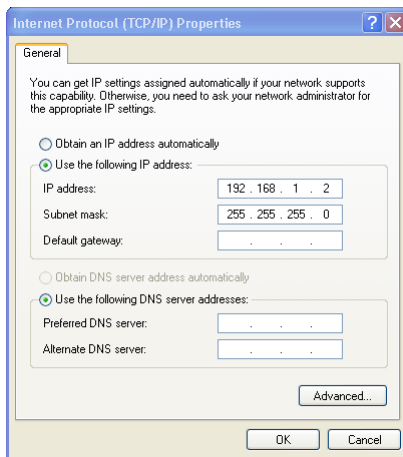 Internet Protocol (TCP/IP) Properties
General
You can get IP settings assigned automatically if your network supports
this capability. Otherwise, you need to ask your network administrator for
the appropriate IP settings.
Obtain an IP address automatically
Use the following IP address:
IP address: 192 . 168 . 1 . 2
Subnet mask: 255 . 255 . 255 . 0
Default gateway: . . .
Obtain DNS server address automatically
Use the following DNS server addresses:
Preferred DNS server: . . .
Alternate DNS server: . . .
Advanced...
OK Cancel